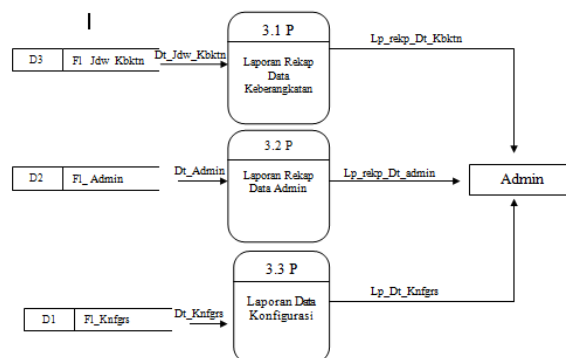 3.1 P
Lp_rekp_Dt_Kbktn
D3 Fl_Jdw_Kbktn
Dt_Jdw_Kbktn
Laporan Rekap
Data
Keberangkatan
3.2 P
D2 Fl_Admin
Dt_Admin
Laporan Rekap
Data Admin
Lp_rekp_Dt_admin
Admin
3.3 P
D1 Fl_Knfgrs
Dt_Knfgrs
Laporan Data
Konfigurasi
Lp_Dt_Knfgrs